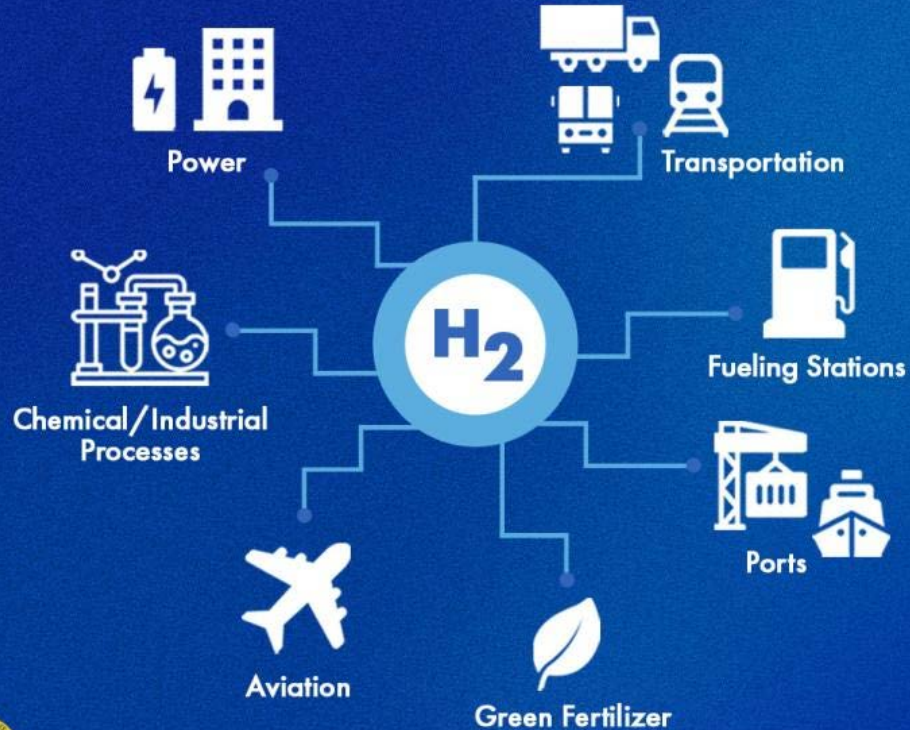 Power
Transportation
H2
Fueling Stations
Chemical/Industrial
Processes
Ports
Aviation
Green Fertilizer